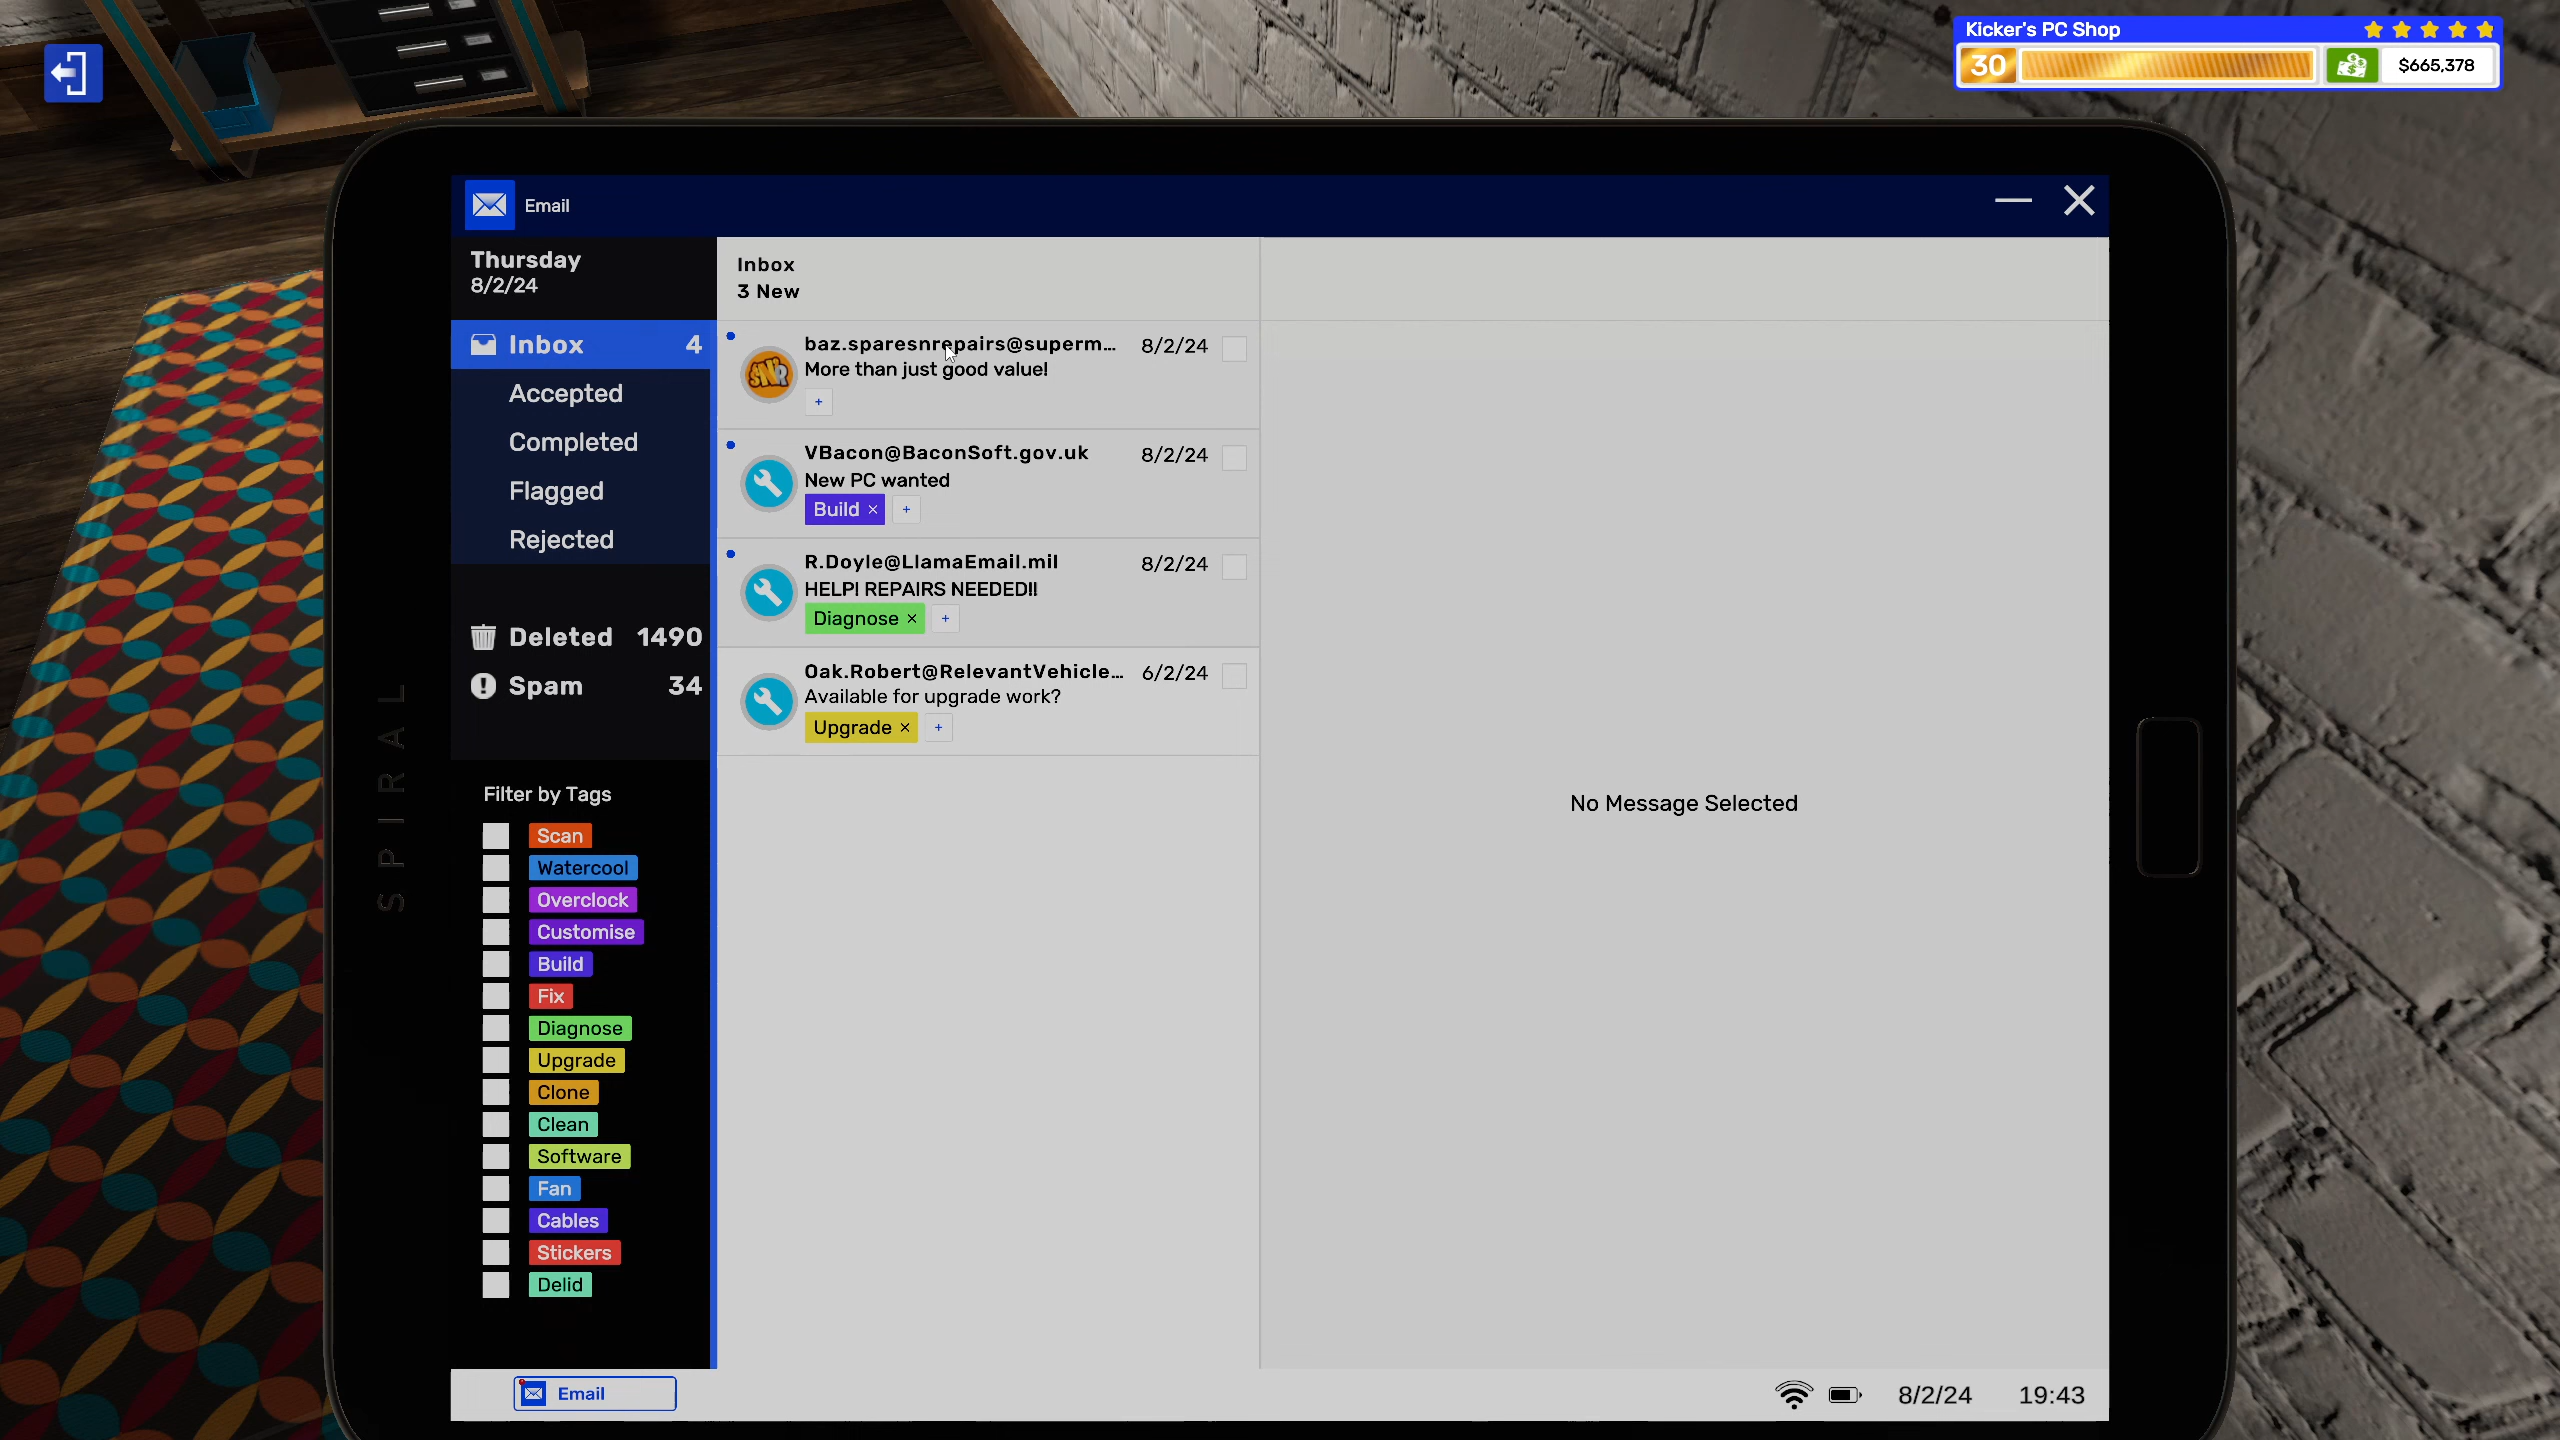 Kicker's PC Shop
30
$665,378
Email
Thursday
8/2/24
Inbox 4
Accepted
Completed
Flagged
Rejected
Deleted 1490
Spam 34
Filter by Tags
Scan
Watercool
Overclock
Customise
Build
Fix
Diagnose
Upgrade
Clone
Clean
Software
Fan
Cables
Stickers
Delid
Inbox
3 New
baz.sparesnrepairs@superm... 8/2/24
SNR
More than just good value!
+
VBacon@BaconSoft.gov.uk 8/2/24
New PC wanted
Build × +
R.Doyle@LlamaEmail.mil 8/2/24
HELP! REPAIRS NEEDED!!
Diagnose × +
Oak.Robert@RelevantVehicle... 6/2/24
Available for upgrade work?
Upgrade × +
No Message Selected
SPIRAL
Email
8/2/24 19:43